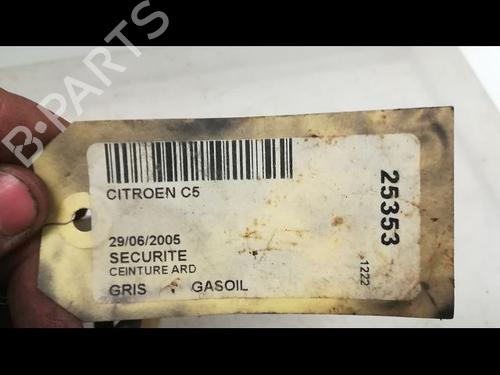 B-PARTS
CITROEN C5
29/06/2005
SECURITE
CEINTURE ARD
GRIS GASOIL
25353
1222